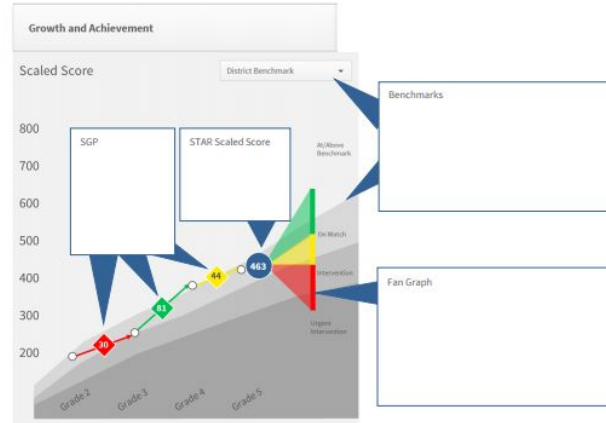 Growth and Achievement
Scaled Score
District Benchmark
Benchmarks
800
SGP
STAR Scaled Score
At/Above
Benchmark
700
600
500
On Watch
463
44
400
Intervention
Fan Graph
81
300
Urgent
Intervention
30
200
Grade 2
Grade 3
Grade 4
Grade 5